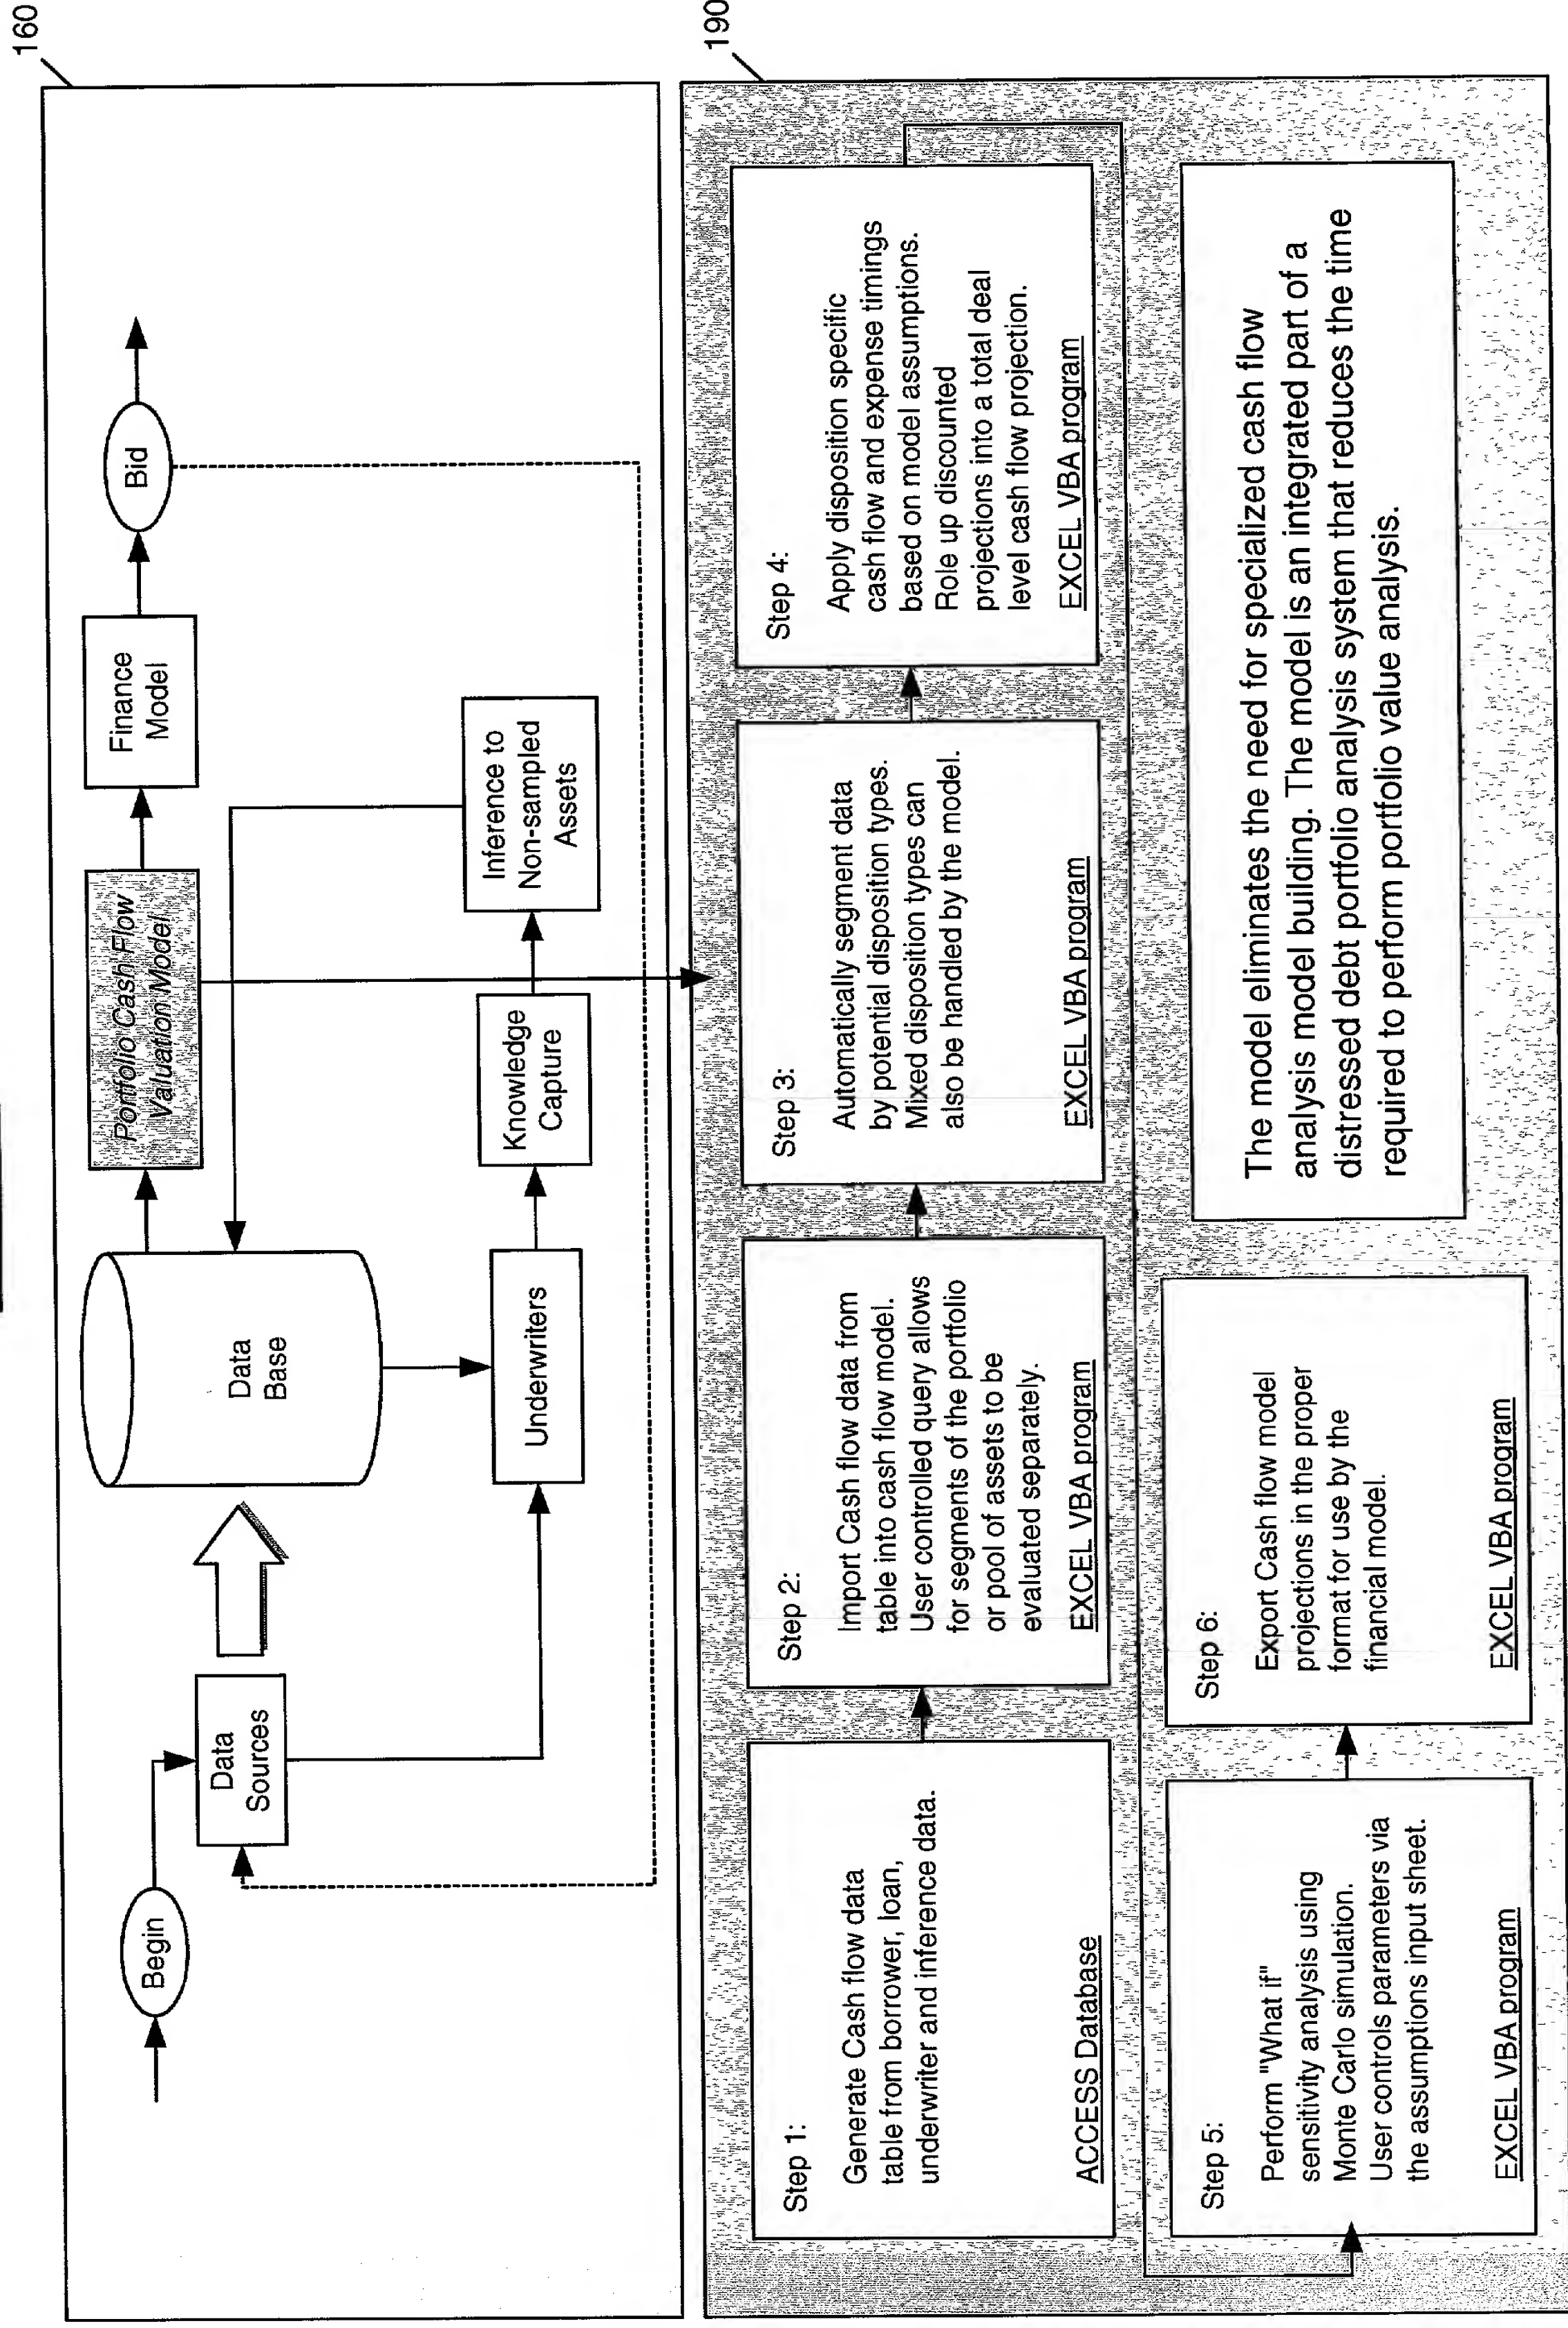 160
Begin
Data
Sources
Data
Base
Portfolio Cash Flow
Valuation Model
Finance
Model
Bid
Underwriters
Knowledge
Capture
Inference to
Non-sampled
Assets
190
Step 1:
Generate Cash flow data
table from borrower, loan,
underwriter and inference data.
ACCESS Database
Step 2:
Import Cash flow data from
table into cash flow model.
User controlled query allows
for segments of the portfolio
or pool of assets to be
evaluated separately.
EXCEL VBA program
Step 3:
Automatically segment data
by potential disposition types.
Mixed disposition types can
also be handled by the model.
EXCEL VBA program
Step 4:
Apply disposition specific
cash flow and expense timings
based on model assumptions.
Role up discounted
projections into a total deal
level cash flow projection.
EXCEL VBA program
Step 5:
Perform "What if"
sensitivity analysis using
Monte Carlo simulation.
User controls parameters via
the assumptions input sheet.
EXCEL VBA program
Step 6:
Export Cash flow model
projections in the proper
format for use by the
financial model.
EXCEL VBA program
The model eliminates the need for specialized cash flow
analysis model building. The model is an integrated part of a
distressed debt portfolio analysis system that reduces the time
required to perform portfolio value analysis.